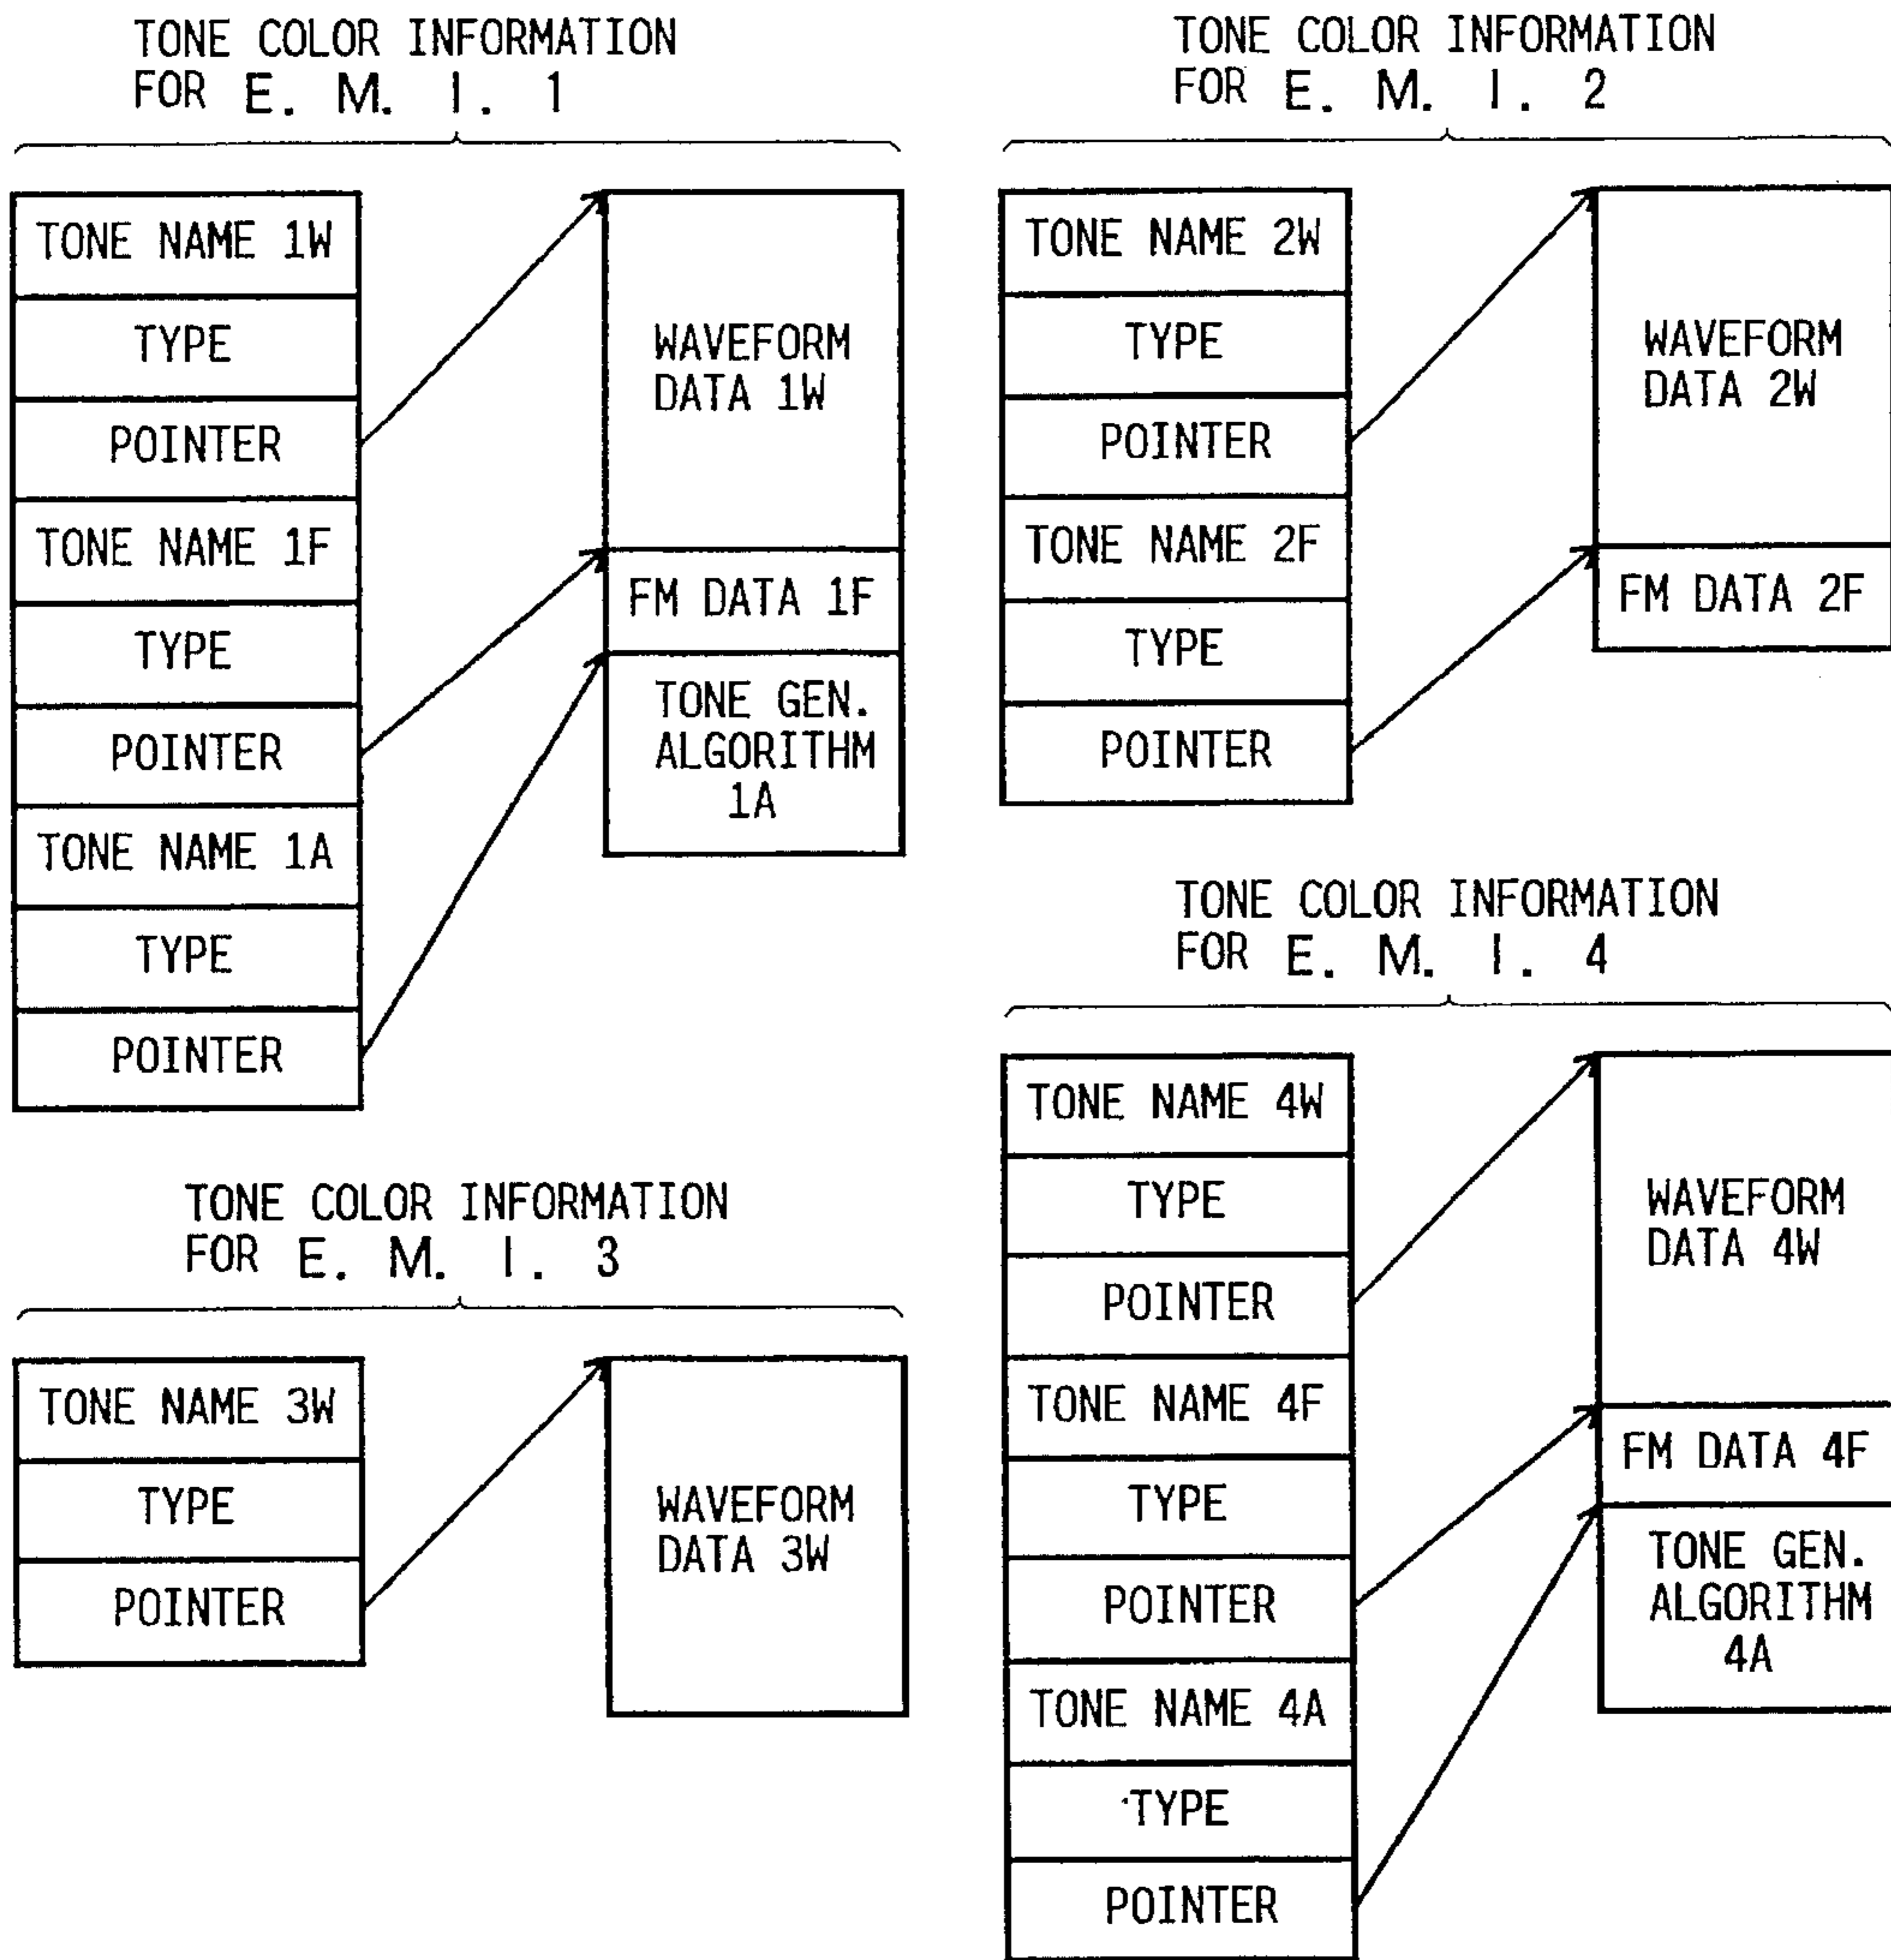 TONE COLOR INFORMATION
FOR E. M. I. 1
TONE NAME 1W
TYPE
POINTER
TONE NAME 1F
TYPE
POINTER
TONE NAME 1A
TYPE
POINTER
WAVEFORM
DATA 1W
FM DATA 1F
TONE GEN.
ALGORITHM
1A
TONE COLOR INFORMATION
FOR E. M. I. 2
TONE NAME 2W
TYPE
POINTER
TONE NAME 2F
TYPE
POINTER
WAVEFORM
DATA 2W
FM DATA 2F
TONE COLOR INFORMATION
FOR E. M. I. 3
TONE NAME 3W
TYPE
POINTER
WAVEFORM
DATA 3W
TONE COLOR INFORMATION
FOR E. M. I. 4
TONE NAME 4W
TYPE
POINTER
TONE NAME 4F
TYPE
POINTER
TONE NAME 4A
TYPE
POINTER
WAVEFORM
DATA 4W
FM DATA 4F
TONE GEN.
ALGORITHM
4A